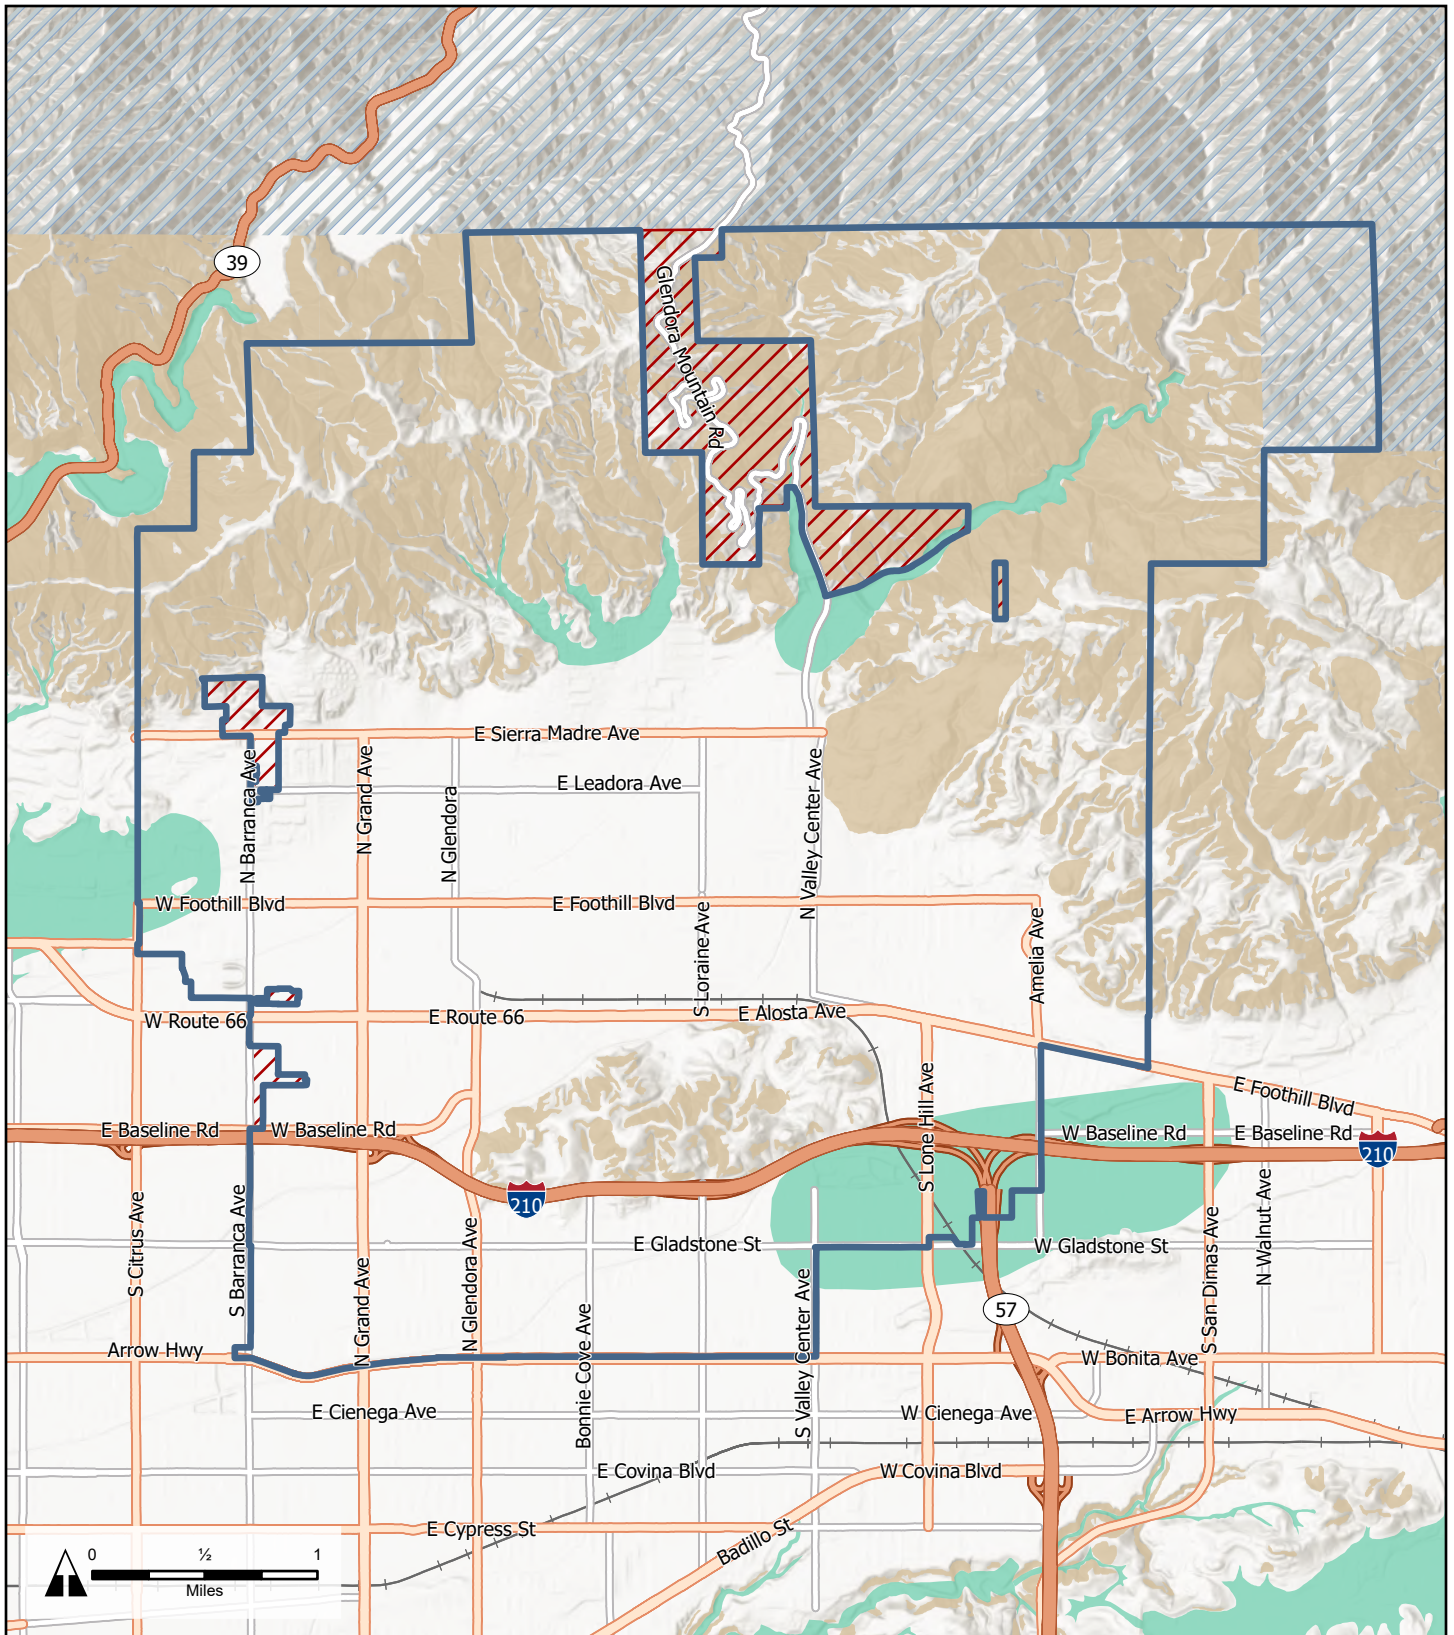 39
Glendora Mountain Rd
E Sierra Madre Ave
N Barranca Ave
N Grand Ave
N Glendora
E Leadora Ave
N Valley Center Ave
W Foothill Blvd
E Foothill Blvd
S Loraine Ave
Amelia Ave
W Route 66
E Route 66
E Alosta Ave
S Lone Hill Ave
E Foothill Blvd
E Baseline Rd
W Baseline Rd
W Baseline Rd
E Baseline Rd
210
210
S Citrus Ave
S Barranca Ave
N Grand Ave
N Glendora Ave
E Gladstone St
W Gladstone St
S San Dimas Ave
N Walnut Ave
Bonnie Cove Ave
S Valley Center Ave
57
Arrow Hwy
W Bonita Ave
E Cienega Ave
W Cienega Ave
E Arrow Hwy
E Covina Blvd
W Covina Blvd
E Cypress St
Badillo St
0 ½ 1
Miles